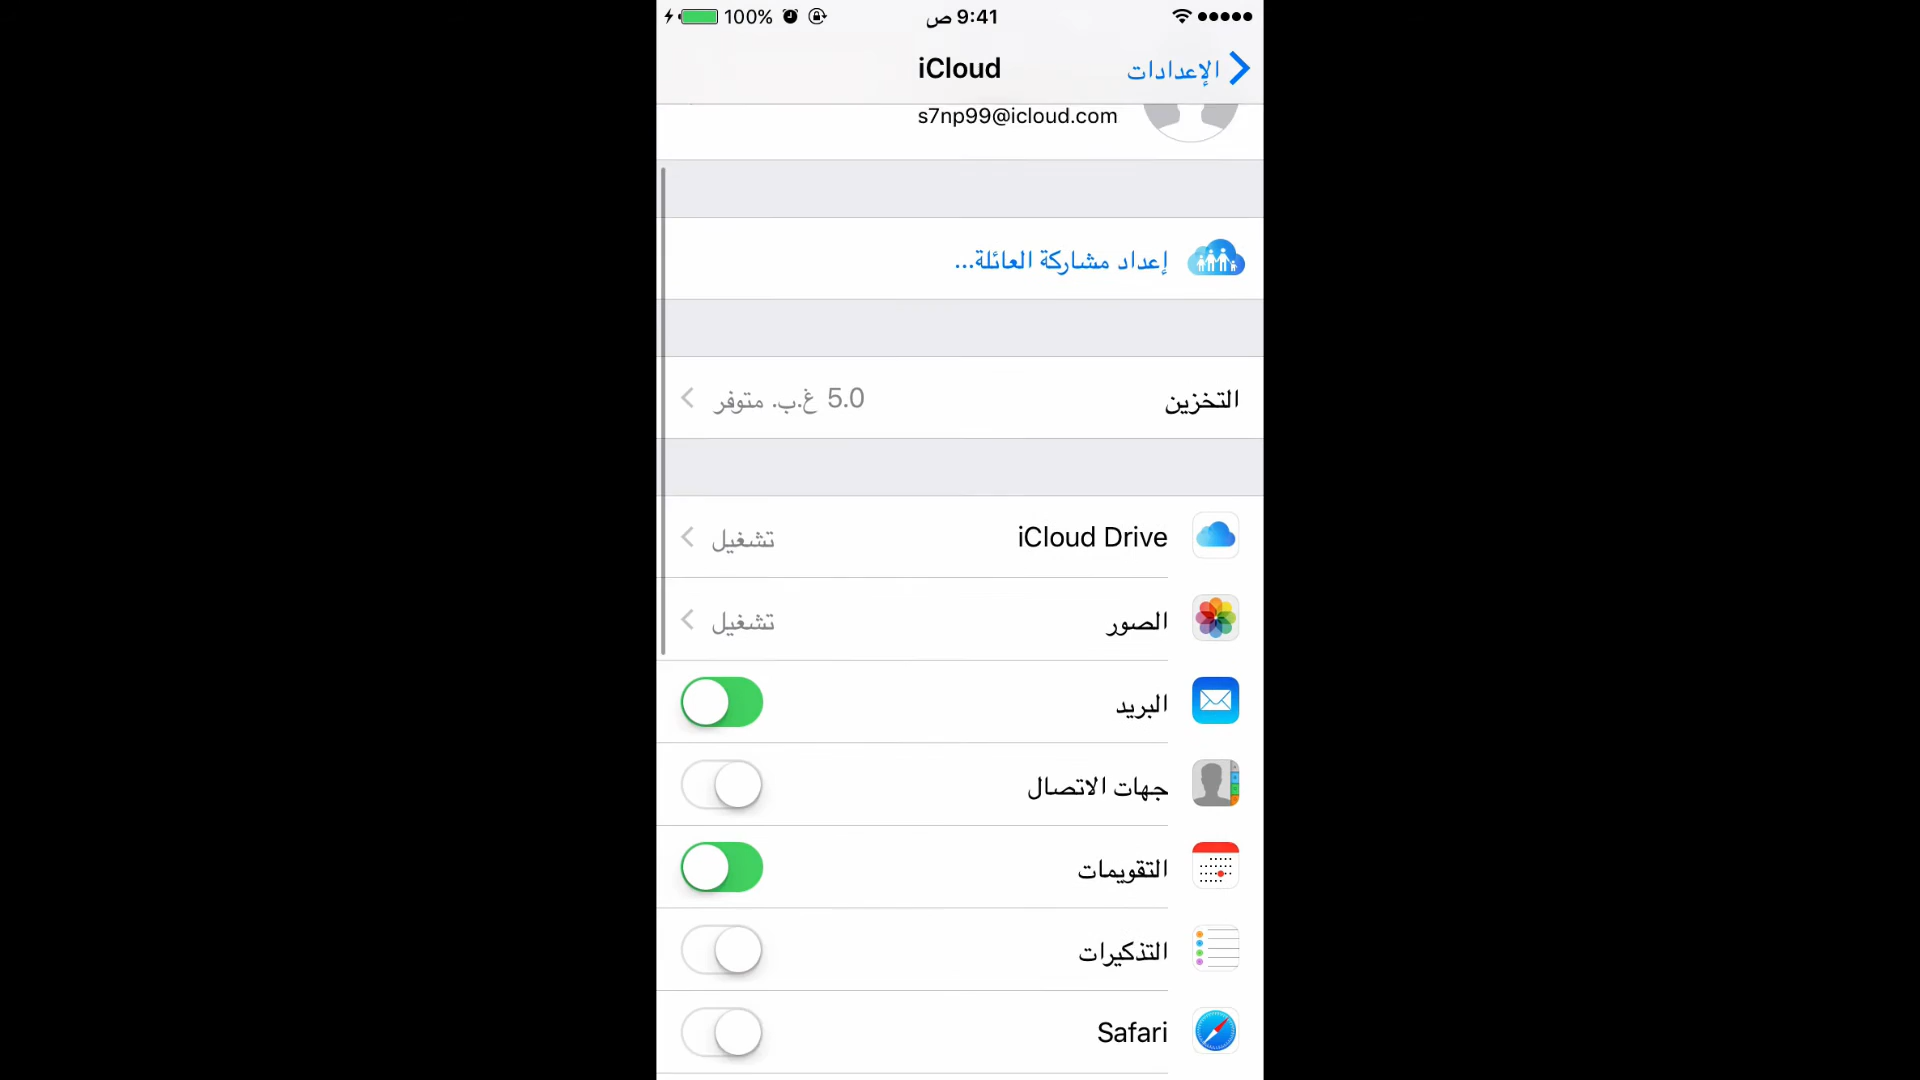 100% 9:41 ص
الإعدادات iCloud
s7np99@icloud.com
إعداد مشاركة العائلة...
التخزين 5.0 غ.ب. متوفر
iCloud Drive تشغيل
الصور تشغيل
البريد
جهات الاتصال
التقويمات
التذكيرات
Safari